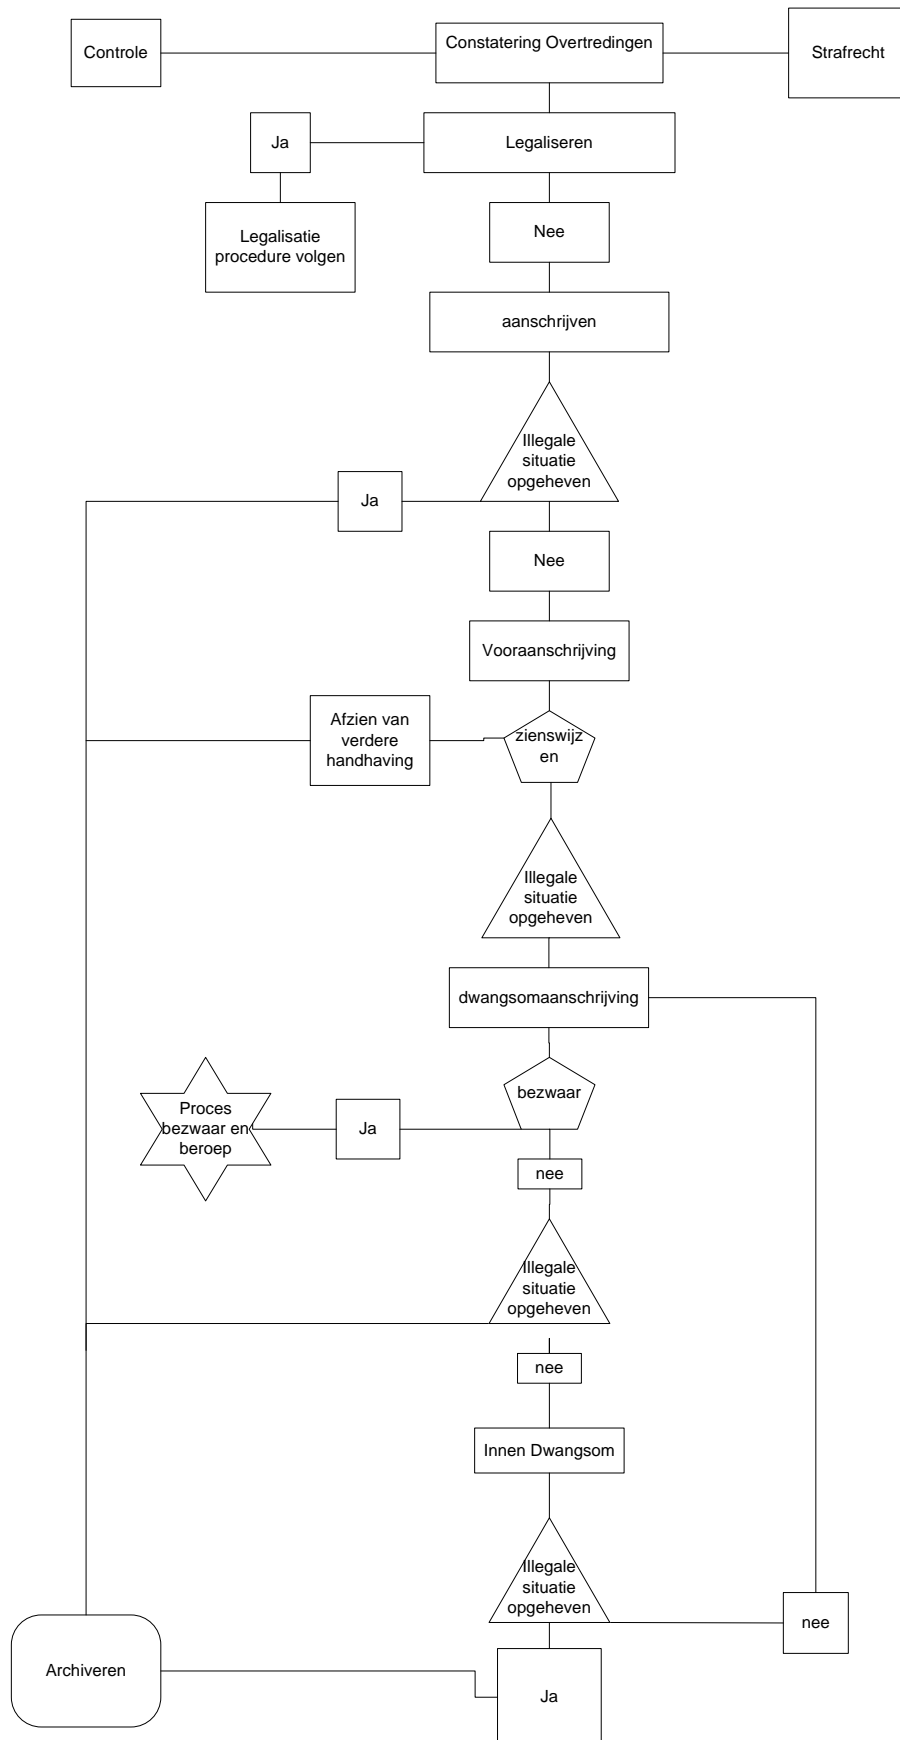 Controle
Constatering Overtredingen
Strafrecht
Ja
Legaliseren
Legalisatie
procedure volgen
Nee
aanschrijven
Illegale
situatie
opgeheven
Ja
Nee
Vooraanschrijving
Afzien van
verdere
handhaving
zienswijz
en
Illegale
situatie
opgeheven
dwangsomaanschrijving
bezwaar
Proces
bezwaar en
beroep
Ja
nee
Illegale
situatie
opgeheven
nee
Innen Dwangsom
Illegale
situatie
opgeheven
nee
Archiveren
Ja